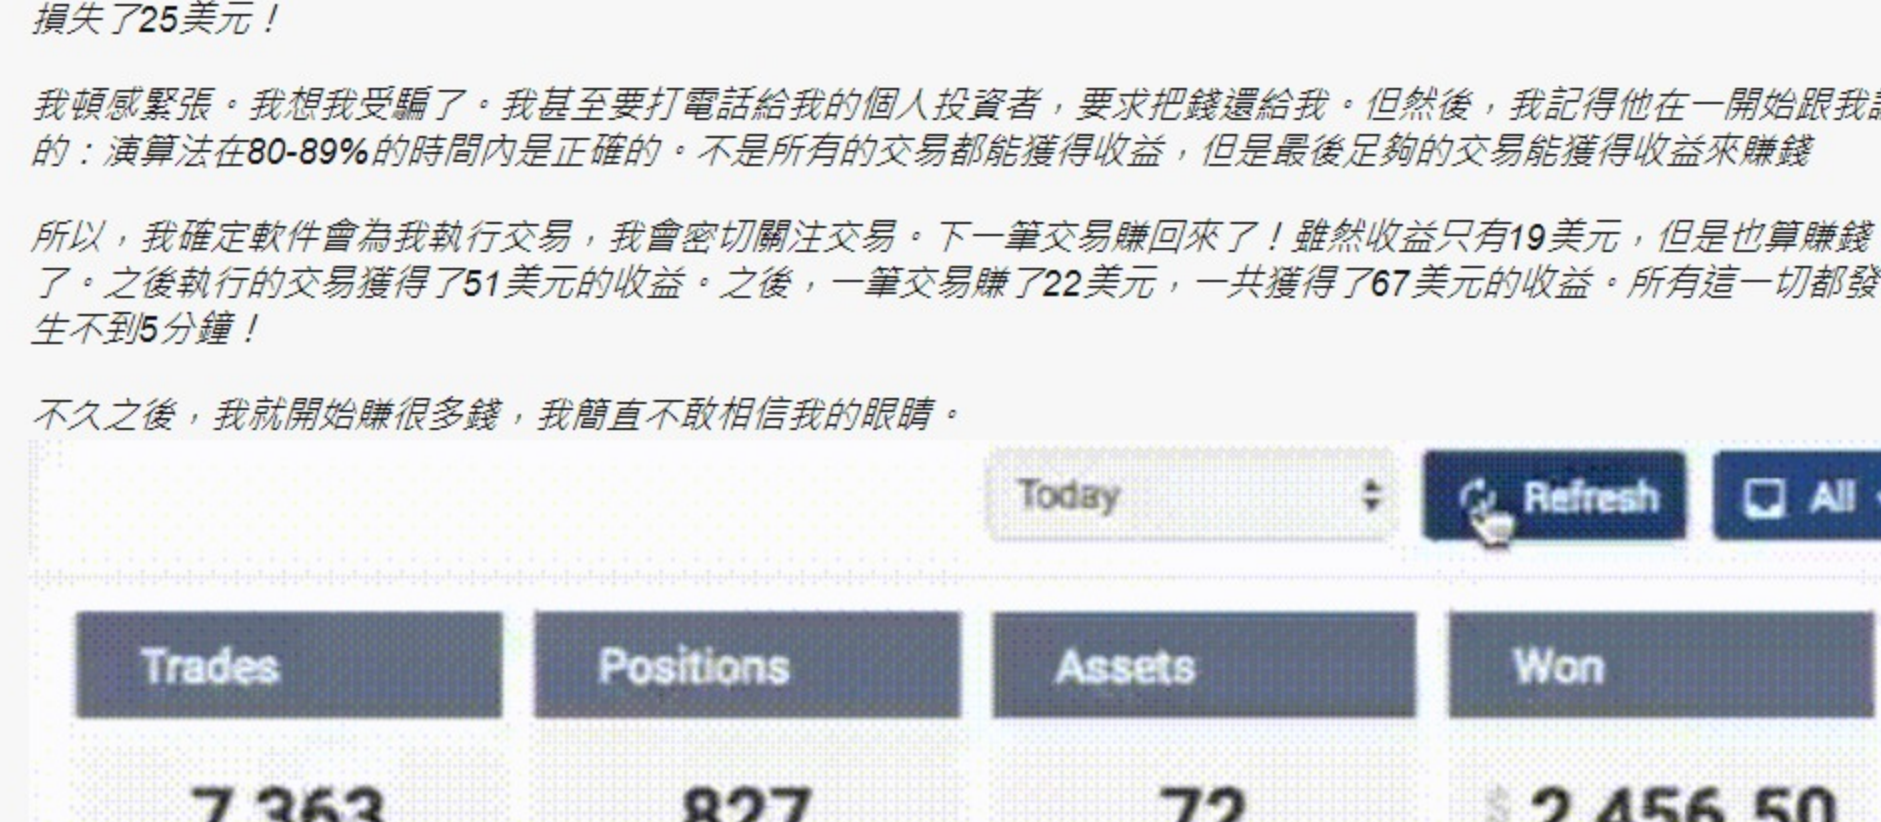 損失了25美元！
我頓感緊張。我想我受騙了。我甚至要打電話給我的個人投資者，要求把錢還給我。但然後，我記得他在一開始跟我說
的：演算法在80-89%的時間內是正確的。不是所有的交易都能獲得收益，但是最後足夠的交易能獲得收益來賺錢
所以，我確定軟件會為我執行交易，我會密切關注交易。下一筆交易賺回來了！雖然收益只有19美元，但是也算賺錢
了。之後執行的交易獲得了51美元的收益。之後，一筆交易賺了22美元，一共獲得了67美元的收益。所有這一切都發
生不到5分鐘！
不久之後，我就開始賺很多錢，我簡直不敢相信我的眼睛。
Today Refresh All
Trades Positions Assets Won
7,363 827 72 $ 2,456.50